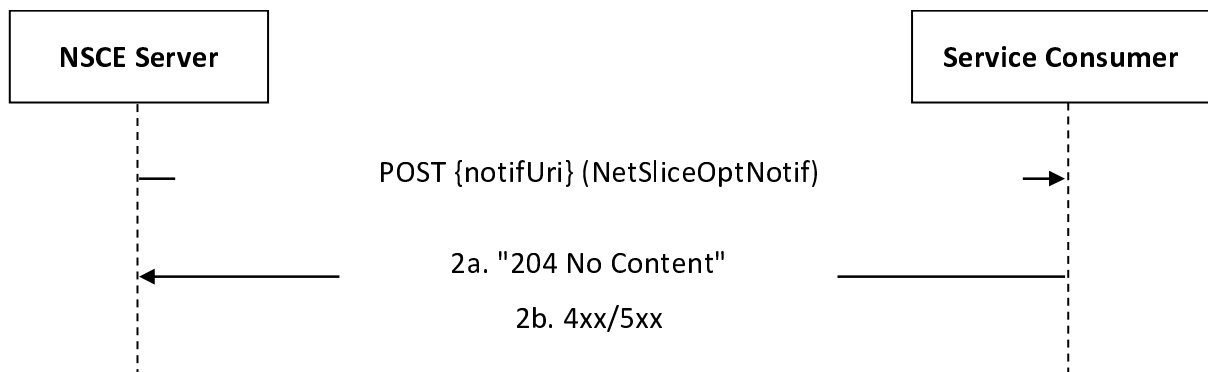 NSCE Server
Service Consumer
POST {notifUri} (NetSliceOptNotif)
2a. "204 No Content"
2b. 4xx/5xx